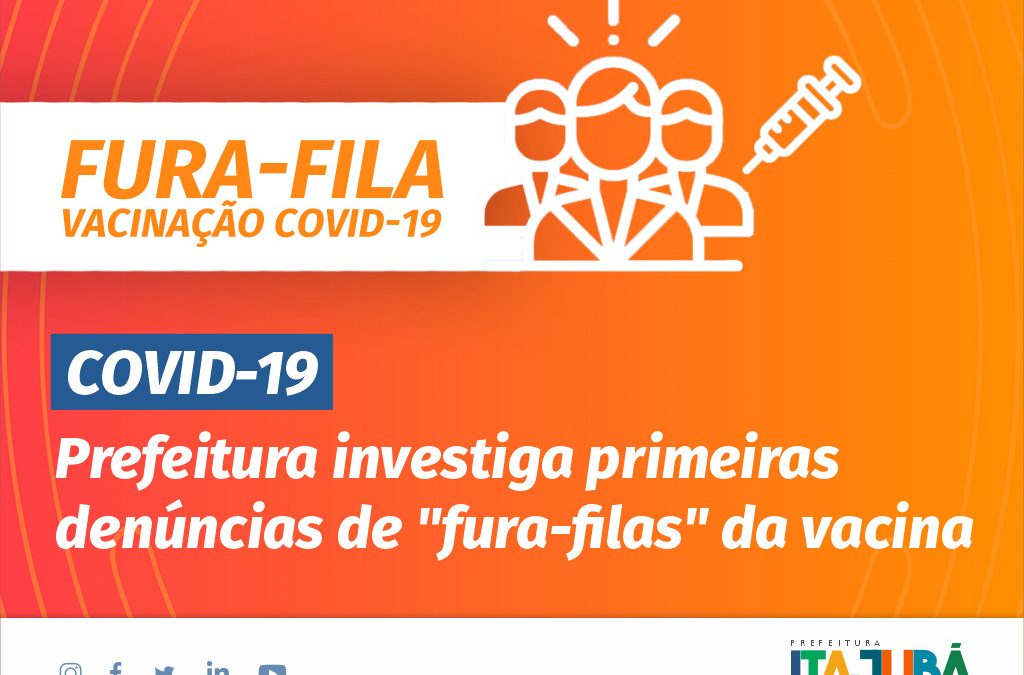 FURA-FILA
VACINAÇÃO COVID-19
COVID-19
Prefeitura investiga primeiras
denúncias de "fura-filas" da vacina
PREFEITURA
ITAJUBÁ